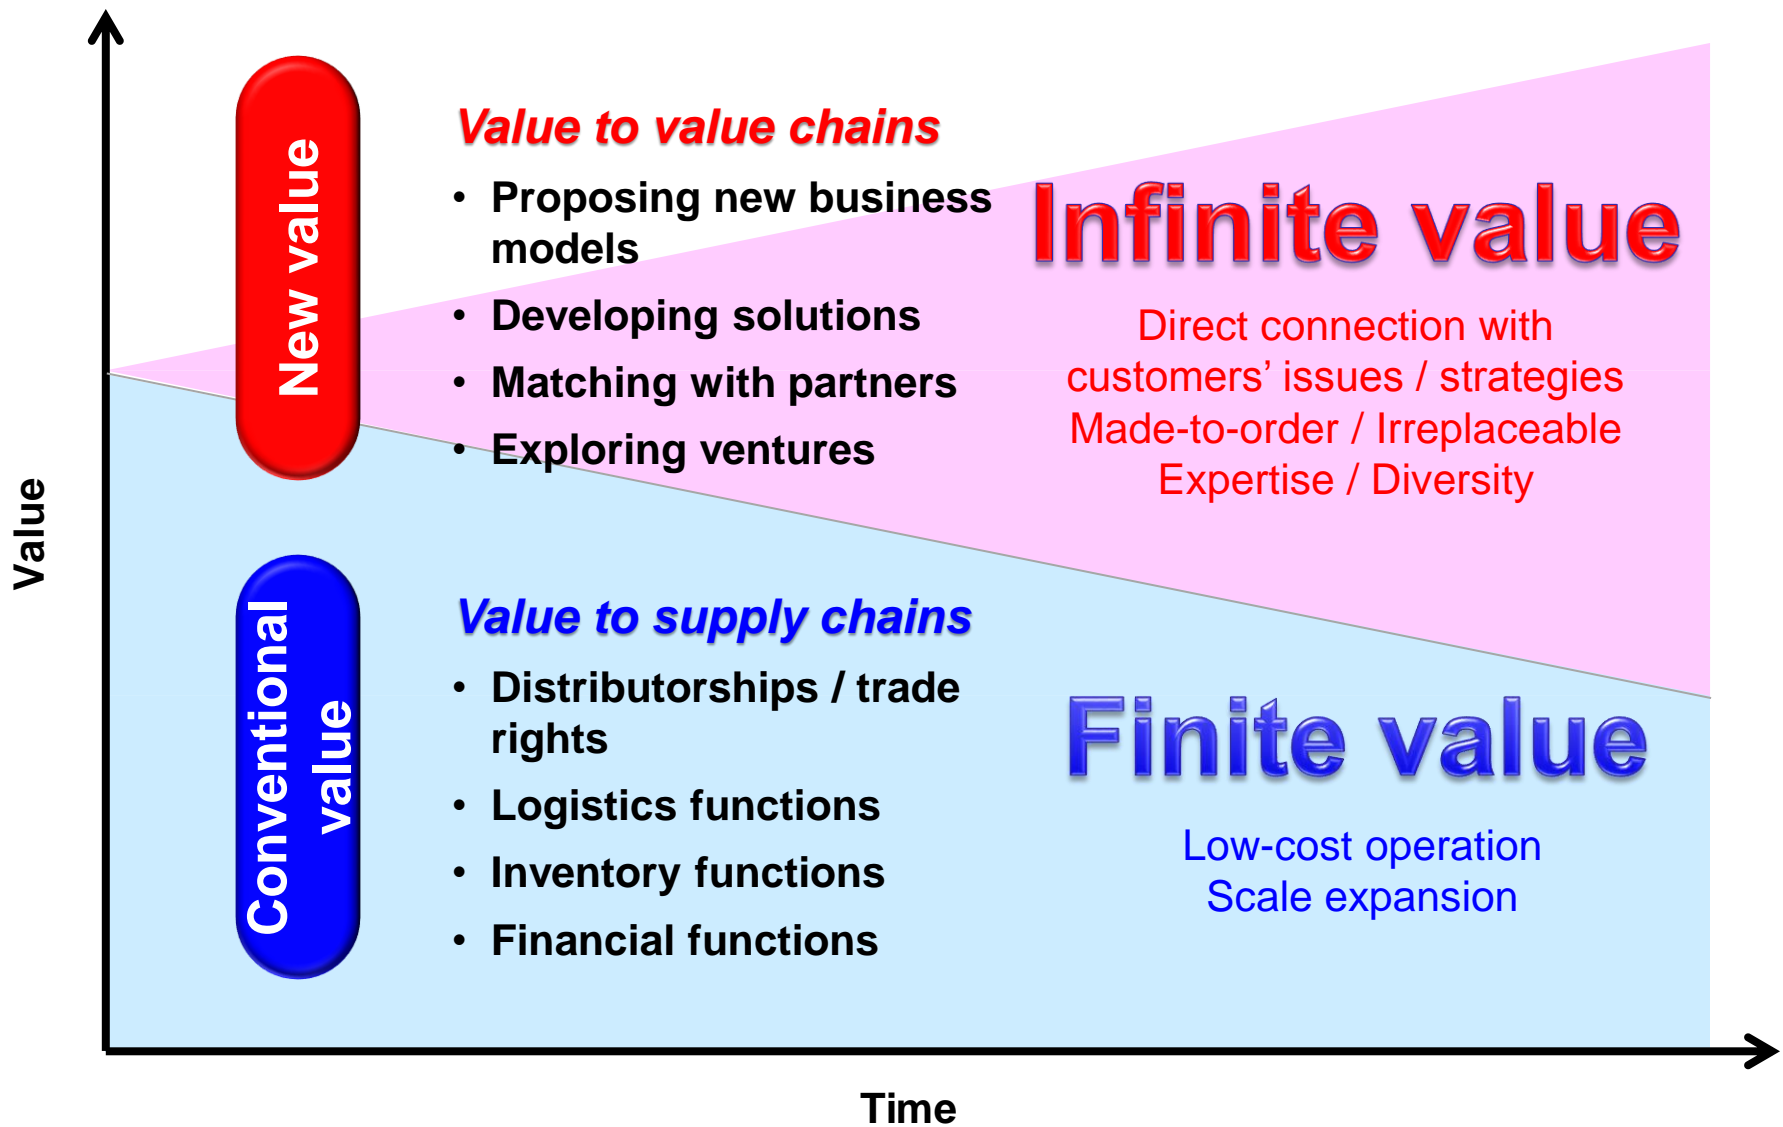 Value
New value
Value to value chains
• Proposing new business
models
• Developing solutions
• Matching with partners
• Exploring ventures
Infinite value
Direct connection with
customers’ issues / strategies
Made-to-order / Irreplaceable
Expertise / Diversity
Conventional
value
Value to supply chains
• Distributorships / trade
rights
• Logistics functions
• Inventory functions
• Financial functions
Finite value
Low-cost operation
Scale expansion
Time